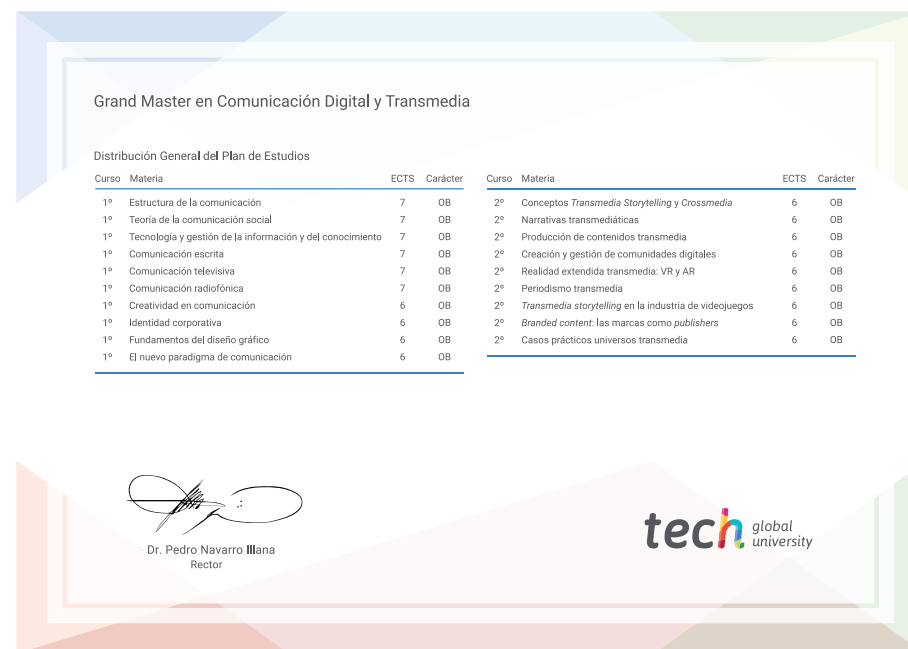 Grand Master en Comunicación Digital y Transmedia
Distribución General del Plan de Estudios
Curso Materia ECTS Carácter
1º Estructura de la comunicación 7 OB
1º Teoría de la comunicación social 7 OB
1º Tecnología y gestión de la información y del conocimiento 7 OB
1º Comunicación escrita 7 OB
1º Comunicación televisiva 7 OB
1º Comunicación radiofónica 7 OB
1º Creatividad en comunicación 6 OB
1º Identidad corporativa 6 OB
1º Fundamentos del diseño gráfico 6 OB
1º El nuevo paradigma de comunicación 6 OB
Curso Materia ECTS Carácter
2º Conceptos Transmedia Storytelling y Crossmedia 6 OB
2º Narrativas transmediáticas 6 OB
2º Producción de contenidos transmedia 6 OB
2º Creación y gestión de comunidades digitales 6 OB
2º Realidad extendida transmedia: VR y AR 6 OB
2º Periodismo transmedia 6 OB
2º Transmedia storytelling en la industria de videojuegos 6 OB
2º Branded content: las marcas como publishers 6 OB
2º Casos prácticos universos transmedia 6 OB
Dr. Pedro Navarro Illana
Rector
tech global
university